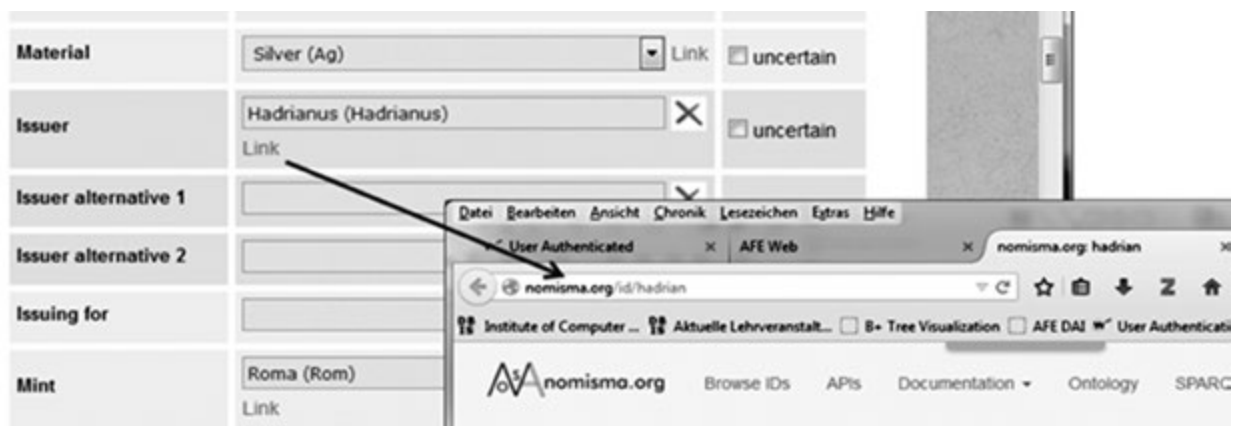 Material
Silver (Ag)
Link
uncertain
Issuer
Hadrianus (Hadrianus)
Link
uncertain
Issuer alternative 1
Issuer alternative 2
Issuing for
Mint
Roma (Rom)
Link
Datei Bearbeiten Ansicht Chronik Lesezeichen Extras Hilfe
User Authenticated
AFE Web
nomisma.org: hadrian
nomisma.org/id/hadrian
Institute of Computer ... Aktuelle Lehrveranstalt... B+ Tree Visualization AFE DAI User Authenticati
nomisma.org Browse IDs APIs Documentation Ontology SPARQ